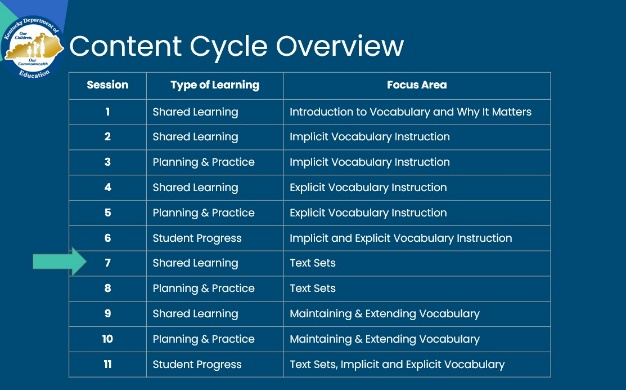 Kentucky Department of
Our
Children,
Our
Commonwealth
Education
Content Cycle Overview
Session Type of Learning Focus Area
1 Shared Learning Introduction to Vocabulary and Why It Matters
2 Shared Learning Implicit Vocabulary Instruction
3 Planning & Practice Implicit Vocabulary Instruction
4 Shared Learning Explicit Vocabulary Instruction
5 Planning & Practice Explicit Vocabulary Instruction
6 Student Progress Implicit and Explicit Vocabulary Instruction
7 Shared Learning Text Sets
8 Planning & Practice Text Sets
9 Shared Learning Maintaining & Extending Vocabulary
10 Planning & Practice Maintaining & Extending Vocabulary
11 Student Progress Text Sets, Implicit and Explicit Vocabulary